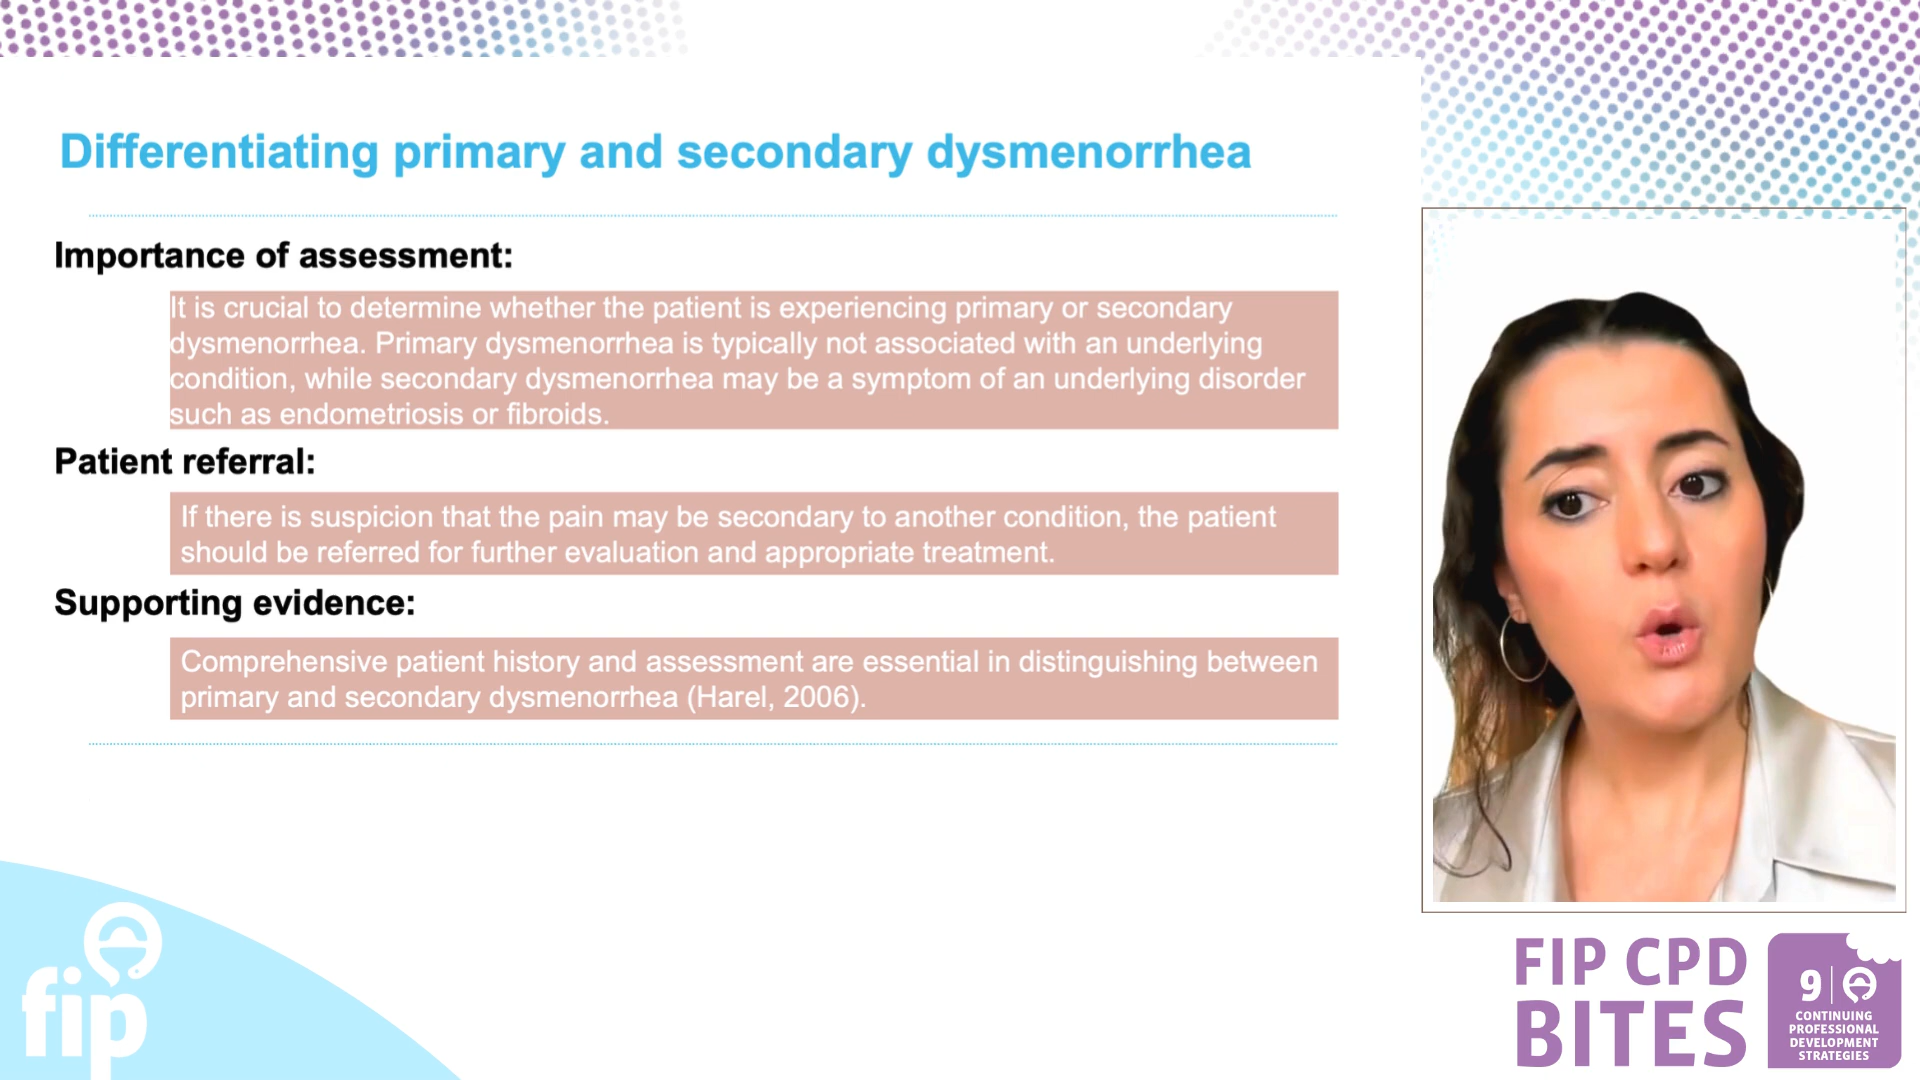 Differentiating primary and secondary dysmenorrhea
Importance of assessment:
It is crucial to determine whether the patient is experiencing primary or secondary
dysmenorrhea. Primary dysmenorrhea is typically not associated with an underlying
condition, while secondary dysmenorrhea may be a symptom of an underlying disorder
such as endometriosis or fibroids.
Patient referral:
If there is suspicion that the pain may be secondary to another condition, the patient
should be referred for further evaluation and appropriate treatment.
Supporting evidence:
Comprehensive patient history and assessment are essential in distinguishing between
primary and secondary dysmenorrhea (Harel, 2006).
fip
FIP CPD
BITES
9
CONTINUING
PROFESSIONAL
DEVELOPMENT
STRATEGIES